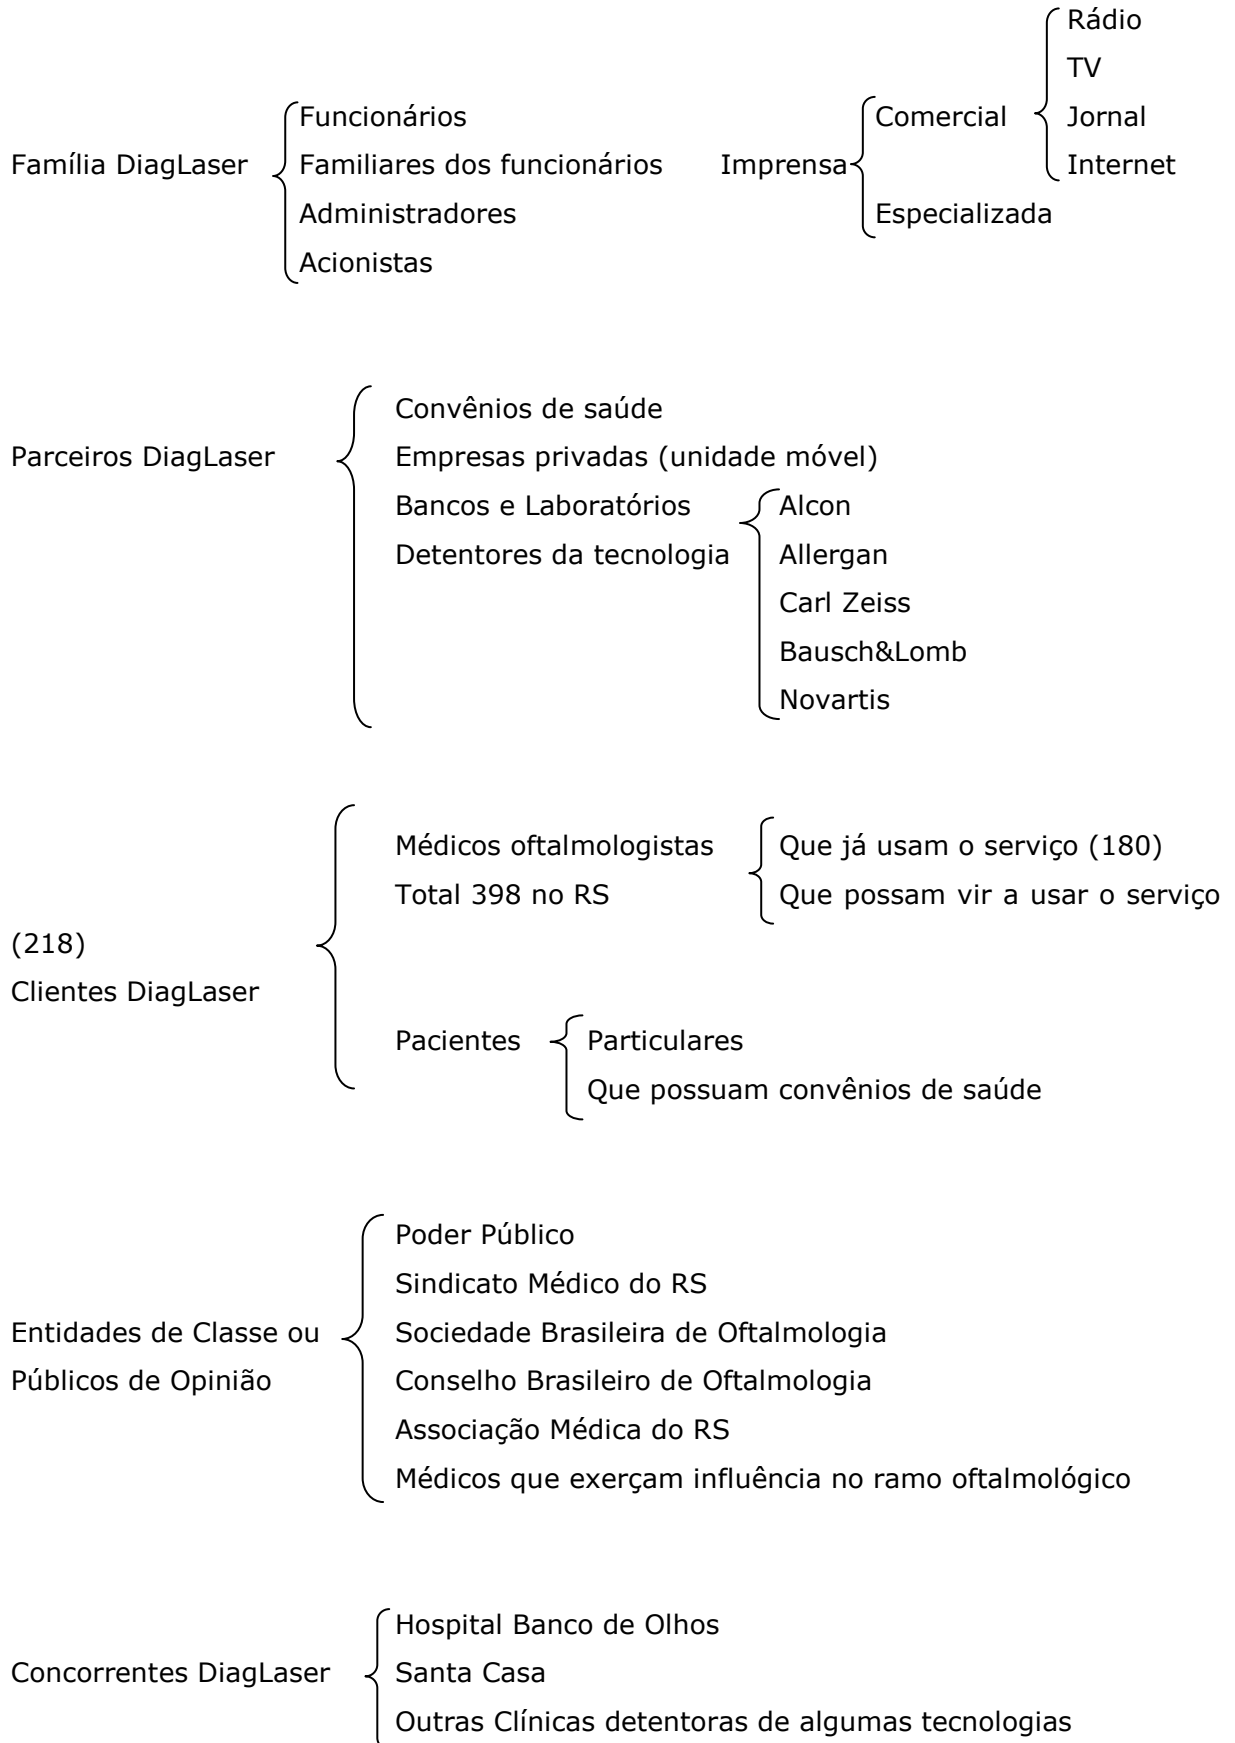 Família DiagLaser
Funcionários
Familiares dos funcionários
Administradores
Acionistas
Imprensa
Comercial
Rádio
TV
Jornal
Internet
Especializada
Parceiros DiagLaser
Convênios de saúde
Empresas privadas (unidade móvel)
Bancos e Laboratórios
Detentores da tecnologia
Alcon
Allergan
Carl Zeiss
Bausch&Lomb
Novartis
Médicos oftalmologistas
Total 398 no RS
Que já usam o serviço (180)
Que possam vir a usar o serviço
(218)
Clientes DiagLaser
Pacientes
Particulares
Que possuam convênios de saúde
Entidades de Classe ou
Públicos de Opinião
Poder Público
Sindicato Médico do RS
Sociedade Brasileira de Oftalmologia
Conselho Brasileiro de Oftalmologia
Associação Médica do RS
Médicos que exerçam influência no ramo oftalmológico
Concorrentes DiagLaser
Hospital Banco de Olhos
Santa Casa
Outras Clínicas detentoras de algumas tecnologias